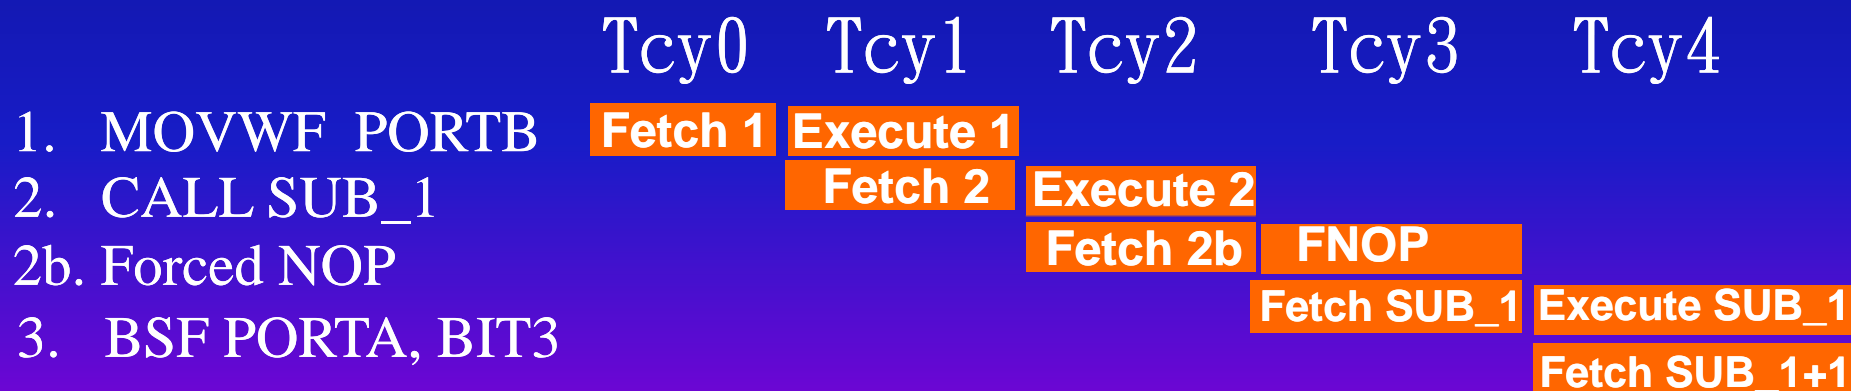 Tcy0 Tcy1 Tcy2 Tcy3 Tcy4
1. MOVWF PORTB Fetch 1 Execute 1
2. CALL SUB_1 Fetch 2 Execute 2
2b. Forced NOP Fetch 2b FNOP
3. BSF PORTA, BIT3 Fetch SUB_1 Execute SUB_1
Fetch SUB_1+1